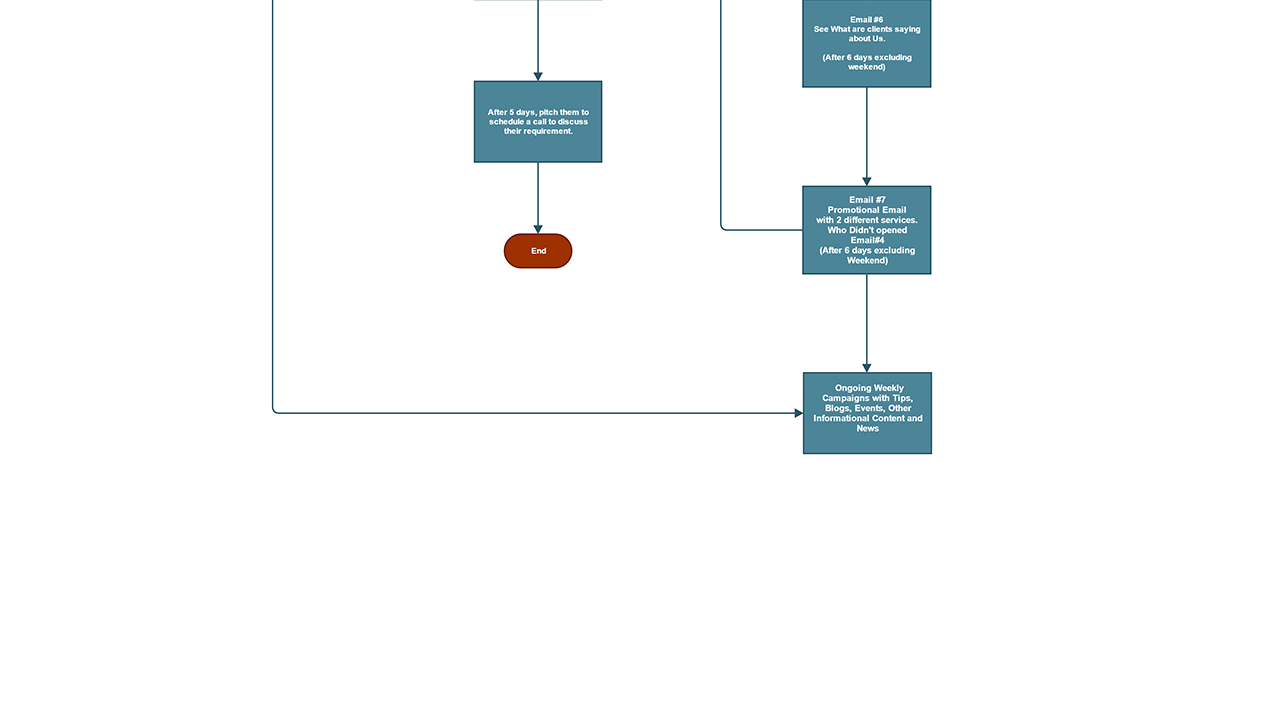 Email #6
See What are clients saying
about Us.
(After 6 days excluding
weekend)
After 5 days, pitch them to
schedule a call to discuss
their requirement.
Email #7
Promotional Email
with 2 different services.
Who Didn't opened
Email#4
(After 6 days excluding
Weekend)
End
Ongoing Weekly
Campaigns with Tips,
Blogs, Events, Other
Informational Content and
News